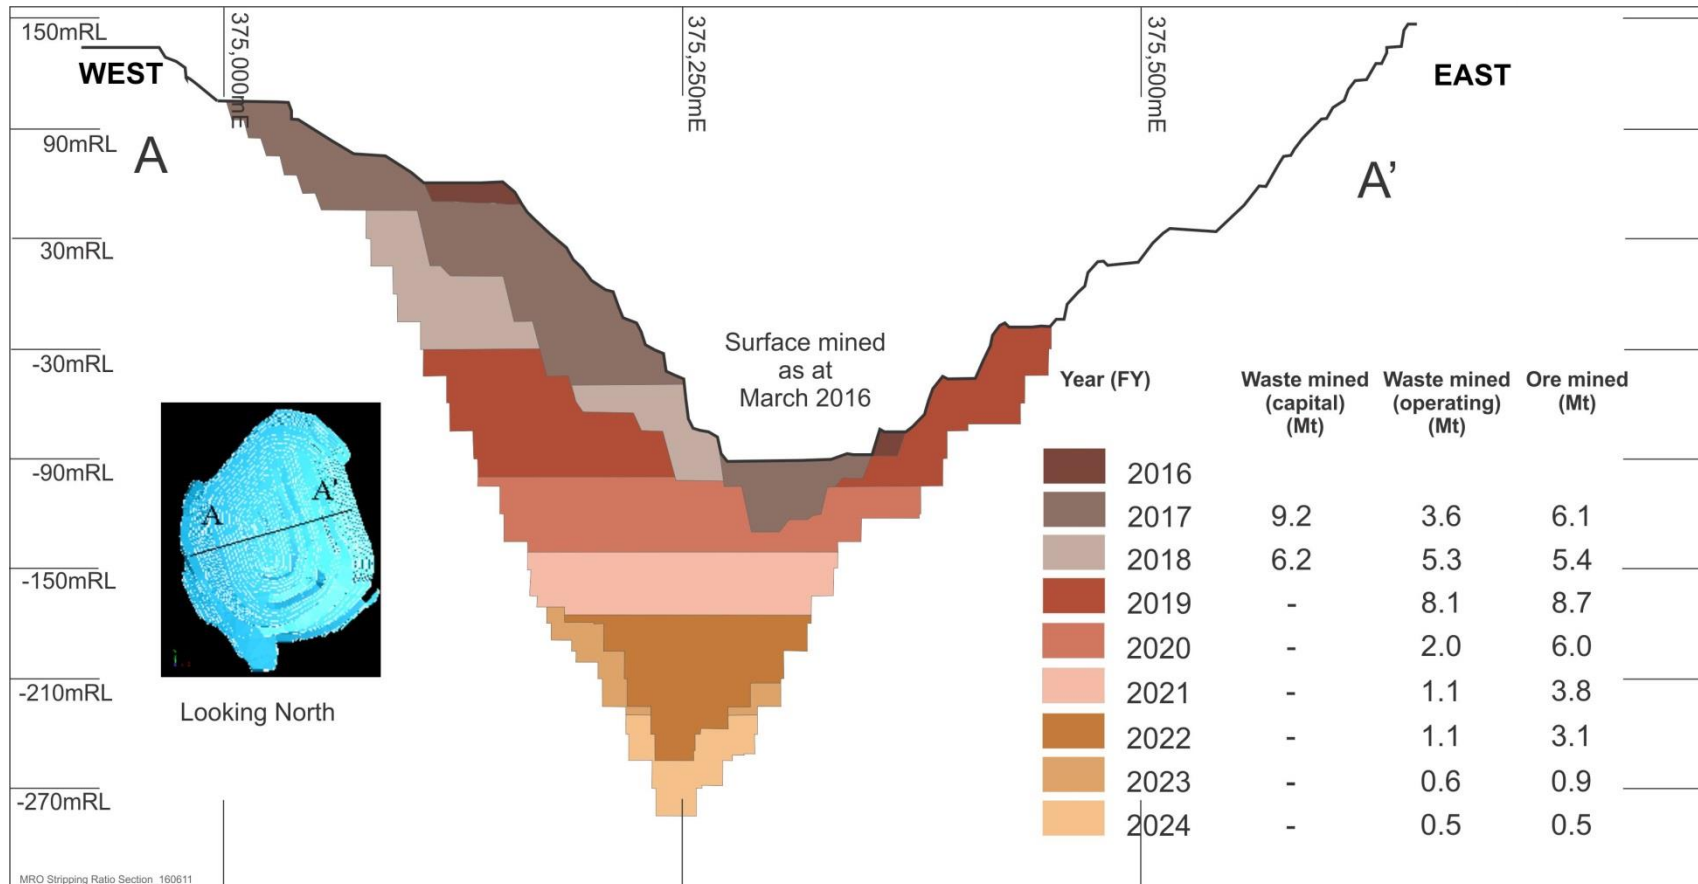 150mRL
375,000mE
375,250mE
375,500mE
WEST
EAST
90mRL
A
A'
30mRL
-30mRL
Surface mined
as at
March 2016
Year (FY) Waste mined (capital) (Mt) Waste mined (operating) (Mt) Ore mined (Mt)
-90mRL
2016
2017 9.2 3.6 6.1
2018 6.2 5.3 5.4
2019 - 8.1 8.7
2020 - 2.0 6.0
2021 - 1.1 3.8
2022 - 1.1 3.1
2023 - 0.6 0.9
2024 - 0.5 0.5
A
A'
-150mRL
-210mRL
Looking North
-270mRL
MRO Stripping Ratio Section 160611